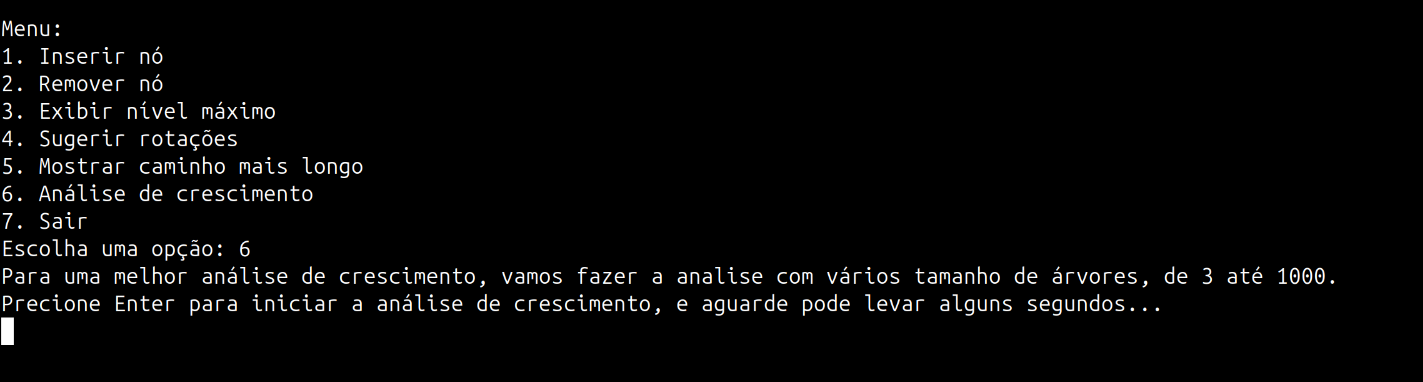 Menu:
1. Inserir nó
2. Remover nó
3. Exibir nível máximo
4. Sugerir rotações
5. Mostrar caminho mais longo
6. Análise de crescimento
7. Sair
Escolha uma opção: 6
Para uma melhor análise de crescimento, vamos fazer a analise com vários tamanho de árvores, de 3 até 1000.
Precione Enter para iniciar a análise de crescimento, e aguarde pode levar alguns segundos...